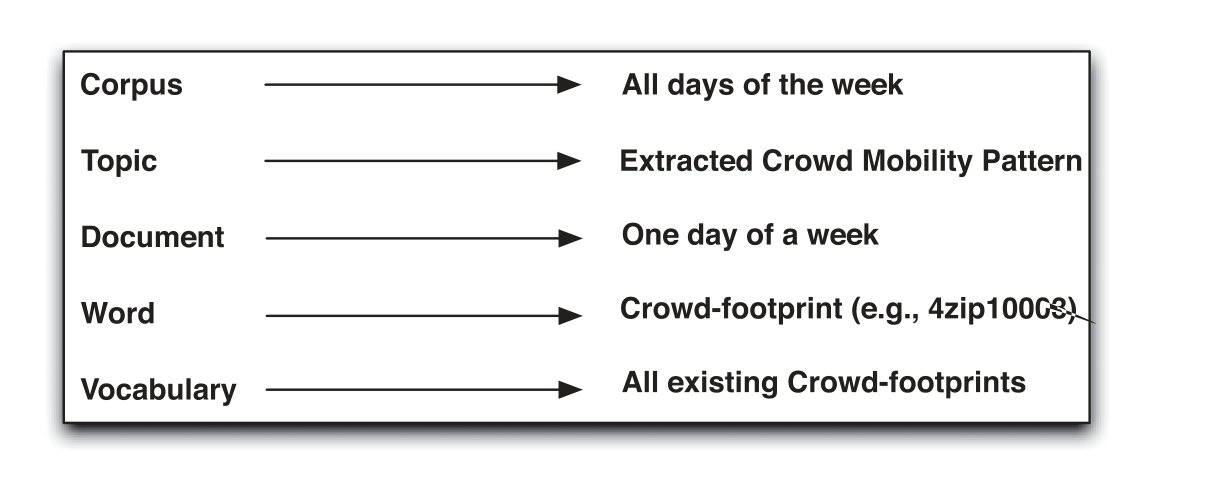 Corpus All days of the week
Topic Extracted Crowd Mobility Pattern
Document One day of a week
Word Crowd-footprint (e.g., 4zip10003)
Vocabulary All existing Crowd-footprints